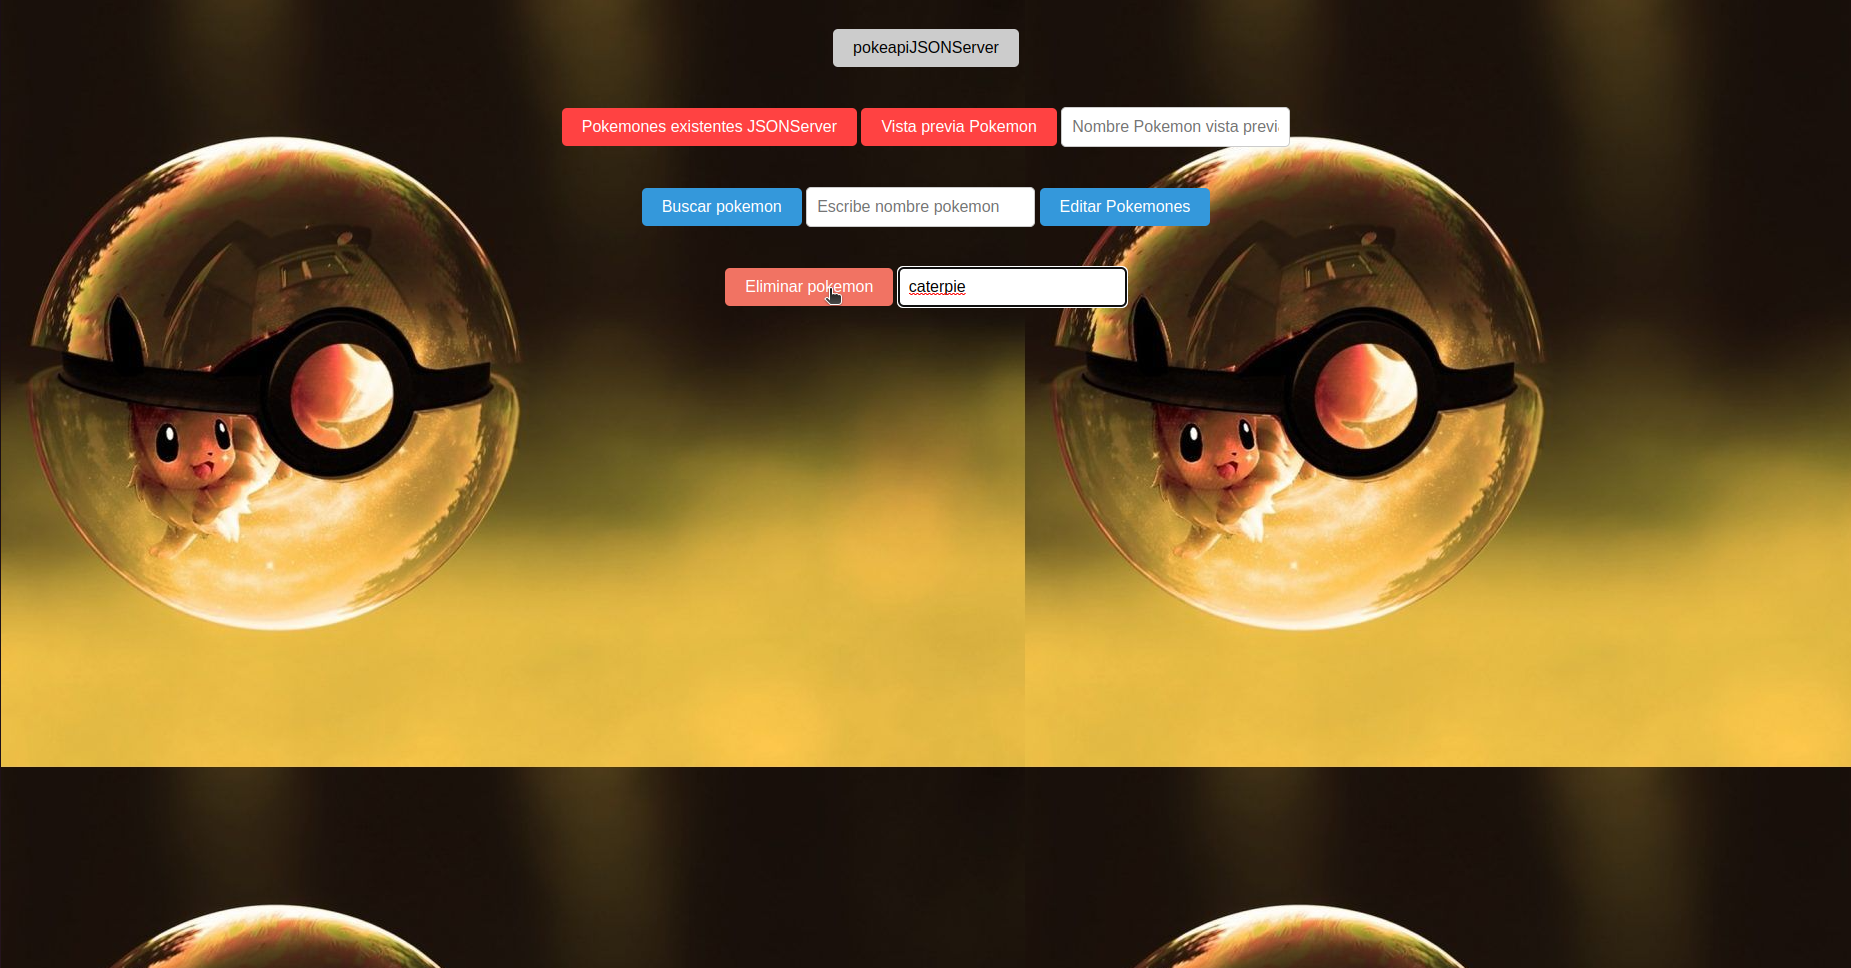 pokeapiJSONServer
Pokemones existentes JSONServer Vista previa Pokemon Nombre Pokemon vista previ
Buscar pokemon Escribe nombre pokemon Editar Pokemones
Eliminar pokemon caterpie